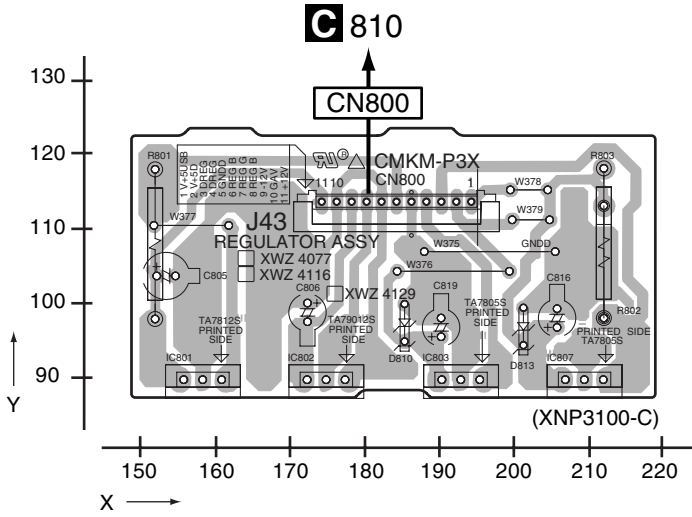 C 810
CN800
130
120
110
100
90
Y
R801
1 V+5USB
2 V+5D
3 DREG
4 DREG
5 GNDD
6 REG B
7 REG G
8 REG B
9 -12V
10 GAV
11 +12V
CMKM-P3X
CN800
1110
1
R803
W378
W379
W377
J43
REGULATOR ASSY
W375
GNDD
XWZ 4077
XWZ 4116
W376
C805
C806
XWZ 4129
C819
C816
R802
TA7812S
PRINTED
SIDE
TA79012S
PRINTED
SIDE
TA7805S
PRINTED
SIDE
PRINTED SIDE
TA7805S
IC801
IC802
D810
IC803
D813
IC807
(XNP3100-C)
150 160 170 180 190 200 210 220
X